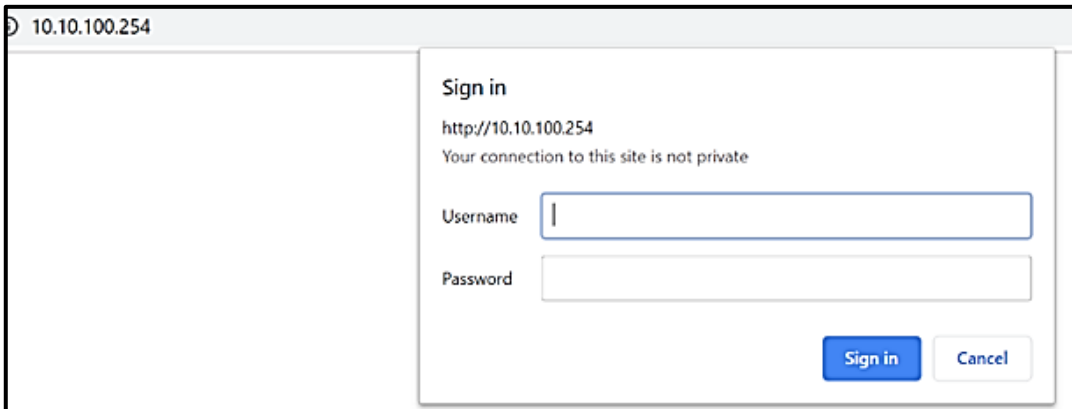 10.10.100.254
Sign in
http://10.10.100.254
Your connection to this site is not private
Username
Password
Sign in
Cancel